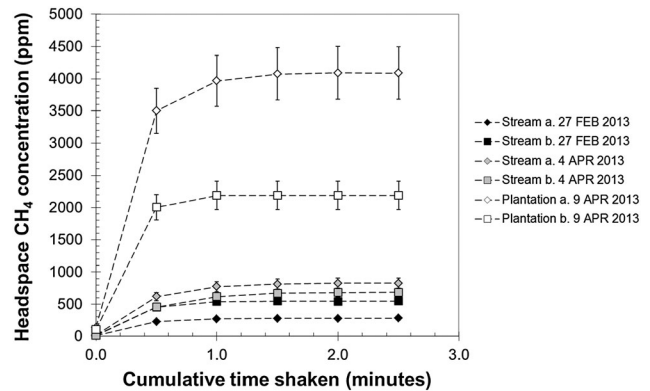 Headspace CH4 concentration (ppm)
5000
4500
4000
3500
3000
2500
2000
1500
1000
500
0
0.0 1.0 2.0 3.0
Cumulative time shaken (minutes)
Stream a. 27 FEB 2013
Stream b. 27 FEB 2013
Stream a. 4 APR 2013
Stream b. 4 APR 2013
Plantation a. 9 APR 2013
Plantation b. 9 APR 2013